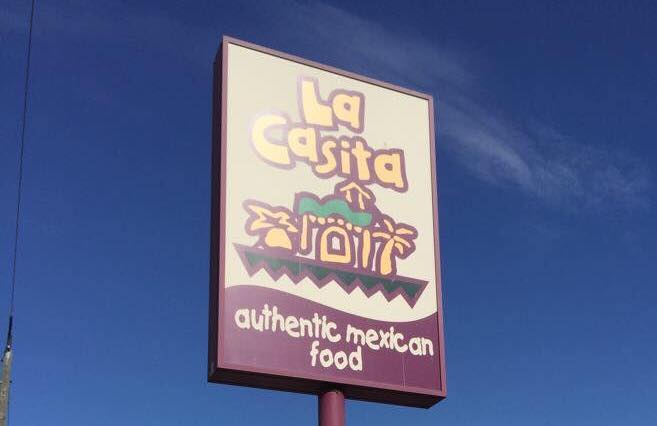 La
Casita
authentic mexican
food